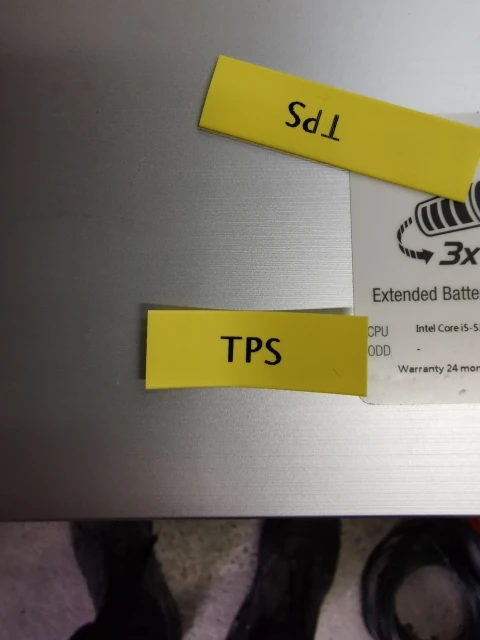 TPS
TPS
3x
Extended Batte
CPU Intel Core i5-5
ODD -
Warranty 24 mon